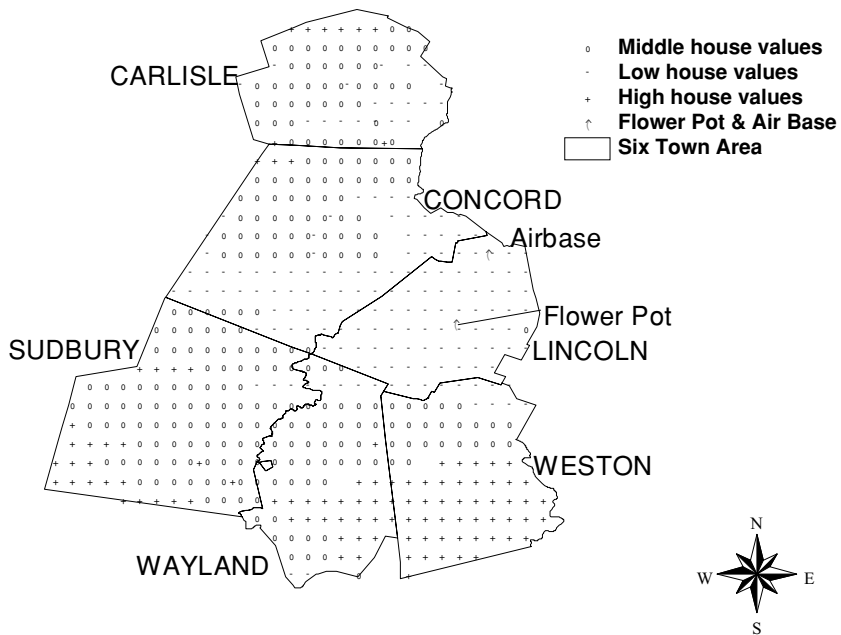 CARLISLE
CONCORD
Airbase
Flower Pot
SUDBURY
LINCOLN
WESTON
WAYLAND
0 Middle house values
- Low house values
+ High house values
Flower Pot & Air Base
Six Town Area
N
W E
S